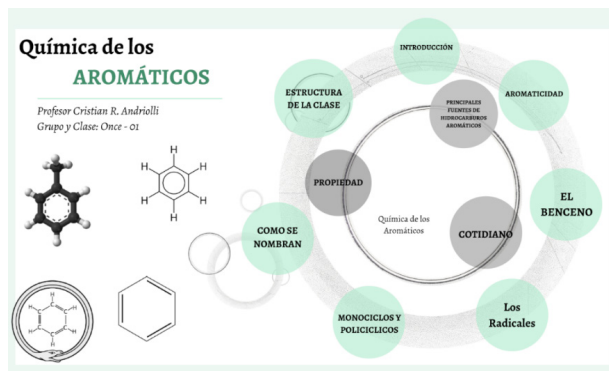 Química de los
AROMÁTICOS
Profesor Cristian R. Andriolli
Grupo y Clase: Once - 01
H
H
H
H
H
H
ESTRUCTURA
DE LA CLASE
INTRODUCCIÓN
AROMATICIDAD
PRINCIPALES
FUENTES DE
HIDROCARBUROS
AROMÁTICOS
PROPIEDAD
EL
BENCENO
Química de los
Aromáticos
COTIDIANO
COMO SE
NOMBRAN
MONOCICLOS Y
POLICICLICOS
Los
Radicales